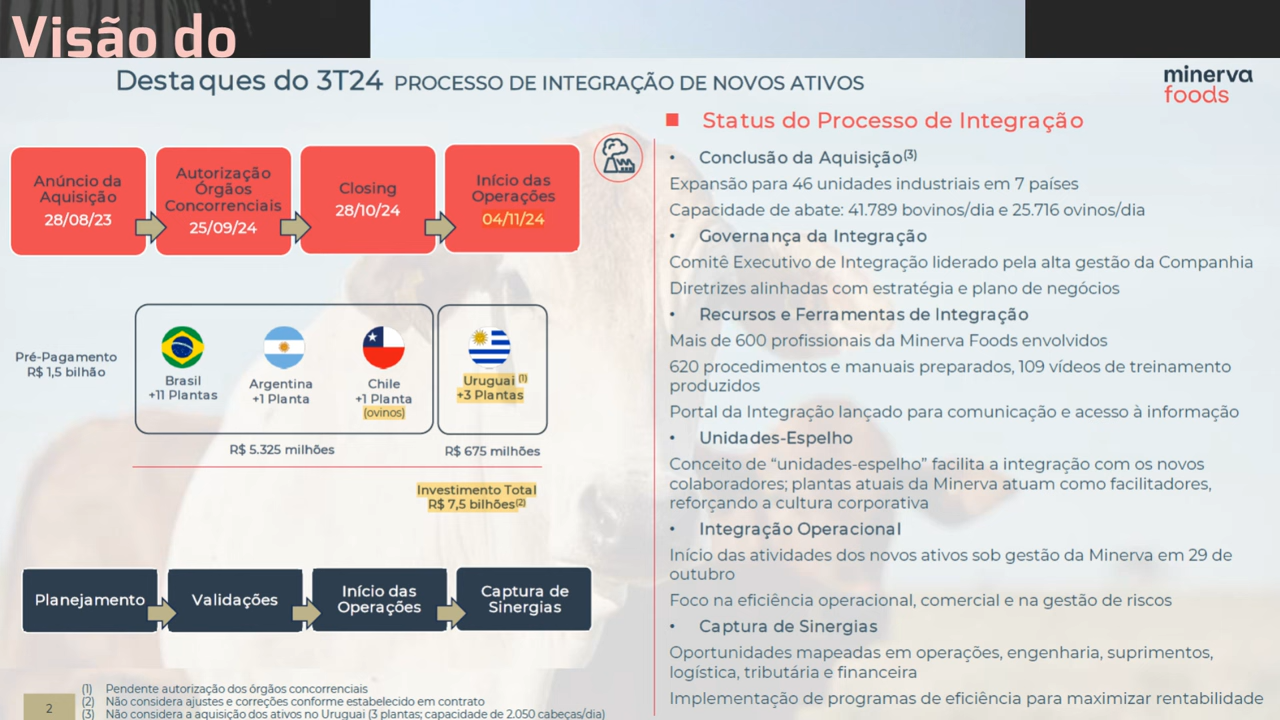 Visão do
Destaques do 3T24 PROCESSO DE INTEGRAÇÃO DE NOVOS ATIVOS
minerva
foods
Anúncio da
Aquisição
28/08/23
Autorização
Órgãos
Concorrenciais
25/09/24
Closing
28/10/24
Início das
Operações
04/11/24
Pré-Pagamento
R$ 1,5 bilhão
Brasil
+11 Plantas
Argentina
+1 Planta
Chile
+1 Planta
(ovinos)
Uruguai (1)
+3 Plantas
R$ 5.325 milhões
R$ 675 milhões
Investimento Total
R$ 7,5 bilhões(2)
Planejamento
Validações
Início das
Operações
Captura de
Sinergias
■ Status do Processo de Integração
• Conclusão da Aquisição(3)
Expansão para 46 unidades industriais em 7 países
Capacidade de abate: 41.789 bovinos/dia e 25.716 ovinos/dia
• Governança da Integração
Comitê Executivo de Integração liderado pela alta gestão da Companhia
Diretrizes alinhadas com estratégia e plano de negócios
• Recursos e Ferramentas de Integração
Mais de 600 profissionais da Minerva Foods envolvidos
620 procedimentos e manuais preparados, 109 vídeos de treinamento
produzidos
Portal da Integração lançado para comunicação e acesso à informação
• Unidades-Espelho
Conceito de “unidades-espelho” facilita a integração com os novos
colaboradores; plantas atuais da Minerva atuam como facilitadores,
reforçando a cultura corporativa
• Integração Operacional
Início das atividades dos novos ativos sob gestão da Minerva em 29 de
outubro
Foco na eficiência operacional, comercial e na gestão de riscos
• Captura de Sinergias
Oportunidades mapeadas em operações, engenharia, suprimentos,
logística, tributária e financeira
Implementação de programas de eficiência para maximizar rentabilidade
2
(1) Pendente autorização dos órgãos concorrenciais
(2) Não considera ajustes e correções conforme estabelecido em contrato
(3) Não considera a aquisição dos ativos no Uruguai (3 plantas; capacidade de 2.050 cabeças/dia)